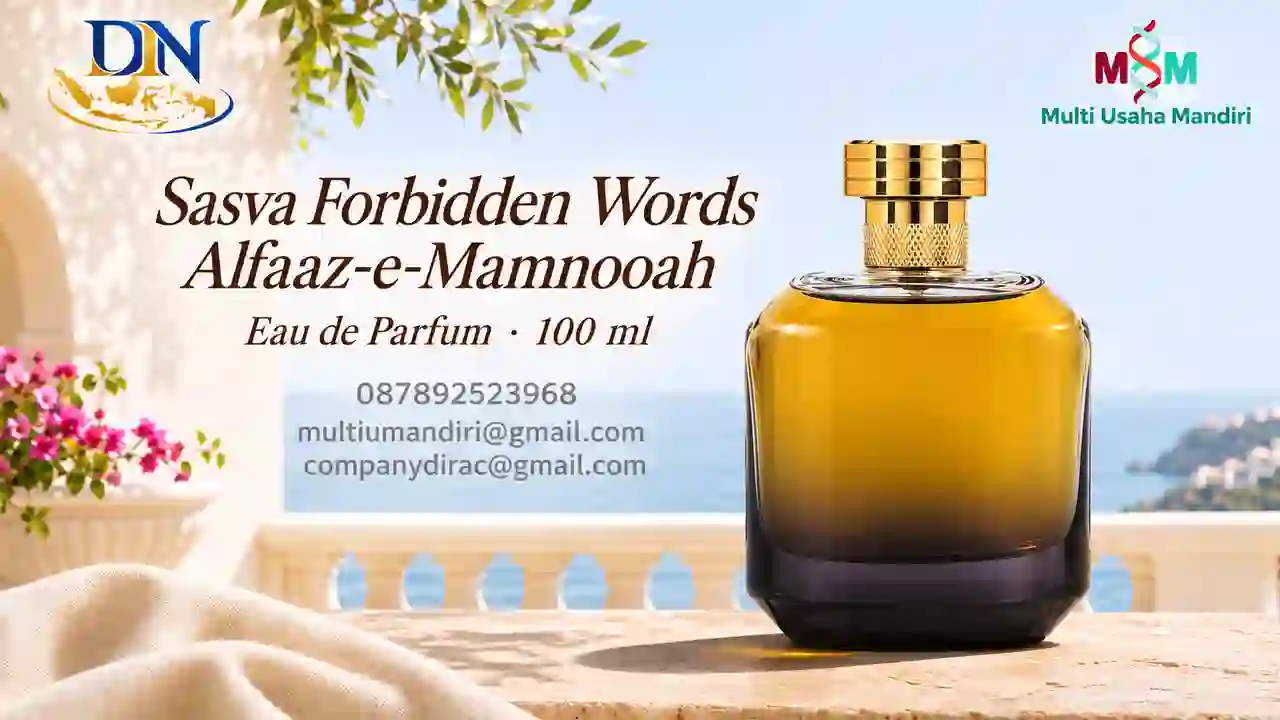 DIN
MSM
Multi Usaha Mandiri
Sasva Forbidden Words
Alfaaz-e-Mamnooah
Eau de Parfum · 100 ml
087892523968
multiumandiri@gmail.com
companydirac@gmail.com